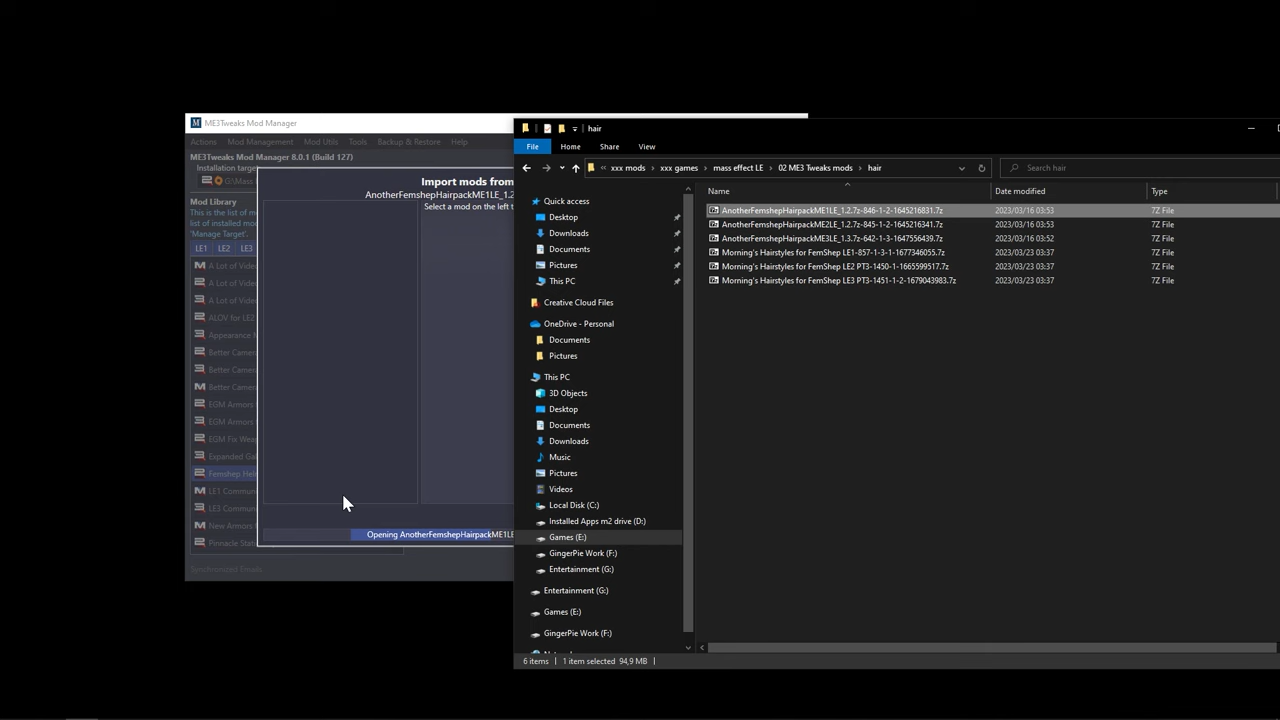 ME3Tweaks Mod Manager
Actions Mod Management Mod Utils Tools Backup & Restore Help
ME3Tweaks Mod Manager 8.0.1 (Build 127)
Installation target
Mod Library
This is the list of
list of installed mod
'Manage Target'.
LE1 LE2 LE3
A Lot of Video
A Lot of Video
A Lot of Video
ALOV for LE2
Appearance
Better Came
Better Came
Better Came
EGM Armors
EGM Armors
EGM Fix Wea
Expanded Gal
Femshep Hel
LE1 Commun
LE3 Commun
New Armors
Pinnacle Stati
Synchronized Emails
Import mods from
AnotherFemshepHairpackME1LE_1.2
Select a mod on the left t
Opening AnotherFemshepHairpackME1LE
hair
File Home Share View
« xxx mods xxx games mass effect LE 02 ME3 Tweaks mods hair
Search hair
Quick access
Desktop
Downloads
Documents
Pictures
This PC
Creative Cloud Files
OneDrive - Personal
Documents
Pictures
This PC
3D Objects
Desktop
Documents
Downloads
Music
Pictures
Videos
Local Disk (C:)
Installed Apps m2 drive (D:)
Games (E:)
GingerPie Work (F:)
Entertainment (G:)
Entertainment (G:)
Games (E:)
GingerPie Work (F:)
Name Date modified Type
AnotherFemshepHairpackME1LE_1.2.7z-846-1-2-1645216831.7z 2023/03/16 03:53 7Z File
AnotherFemshepHairpackME2LE_1.2.7z-845-1-2-1645216341.7z 2023/03/16 03:53 7Z File
AnotherFemshepHairpackME3LE_1.3.7z-642-1-3-1647556439.7z 2023/03/16 03:52 7Z File
Morning's Hairstyles for FemShep LE1-857-1-3-1-1677346055.7z 2023/03/23 03:37 7Z File
Morning's Hairstyles for FemShep LE2 PT3-1450-1-1665599517.7z 2023/03/23 03:37 7Z File
Morning's Hairstyles for FemShep LE3 PT3-1451-1-2-1679043983.7z 2023/03/23 03:37 7Z File
6 items 1 item selected 94,9 MB